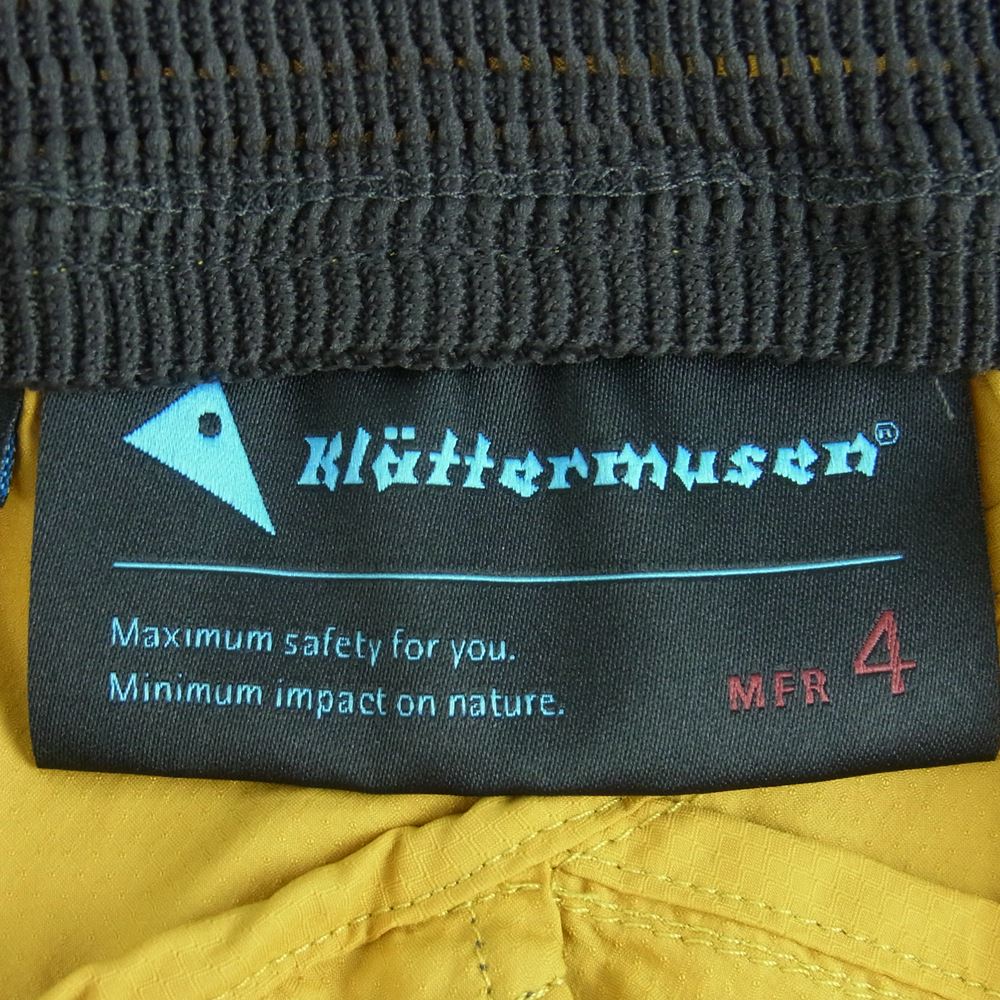 Klättermusen®
Maximum safety for you.
Minimum impact on nature.
MFR 4